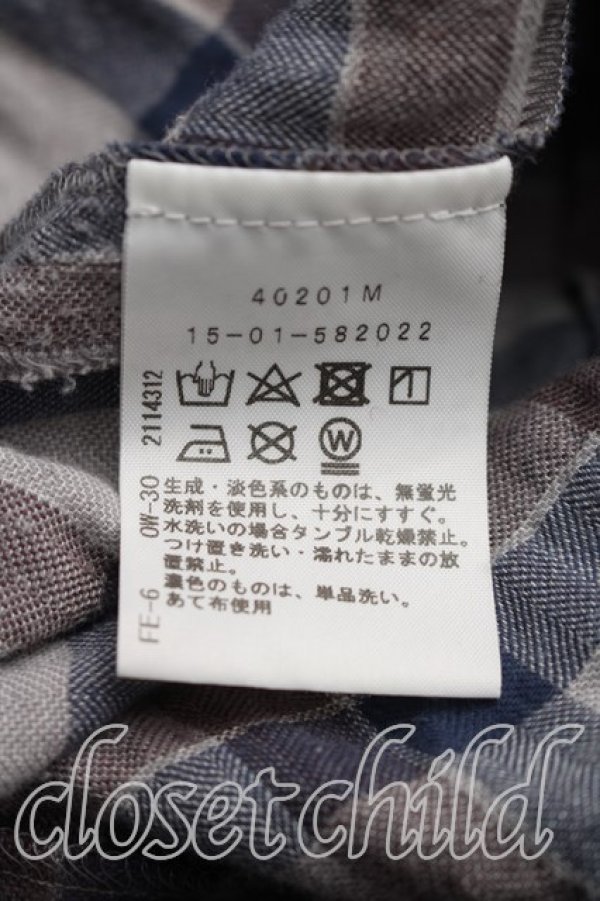 40201M
15-01-582022
W
生成・淡色系のものは、無蛍光
洗剤を使用し、十分にすすぐ。
水洗いの場合タンブル乾燥禁止。
つけ置き洗い・濡れたままの放
置禁止。
濃色のものは、単品洗い。
あて布使用
FE-6 OW-30 2114312
closet child